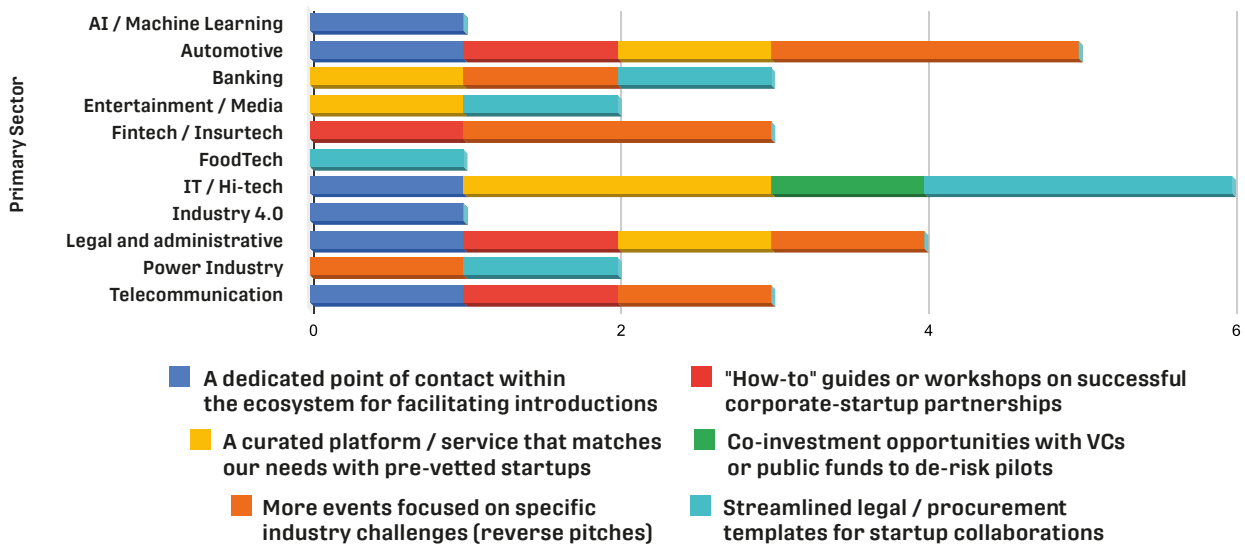 Primary Sector
AI / Machine Learning
Automotive
Banking
Entertainment / Media
Fintech / Insurtech
FoodTech
IT / Hi-tech
Industry 4.0
Legal and administrative
Power Industry
Telecommunication
0 2 4 6
A dedicated point of contact within
the ecosystem for facilitating introductions
"How-to" guides or workshops on successful
corporate-startup partnerships
A curated platform / service that matches
our needs with pre-vetted startups
Co-investment opportunities with VCs
or public funds to de-risk pilots
More events focused on specific
industry challenges (reverse pitches)
Streamlined legal / procurement
templates for startup collaborations